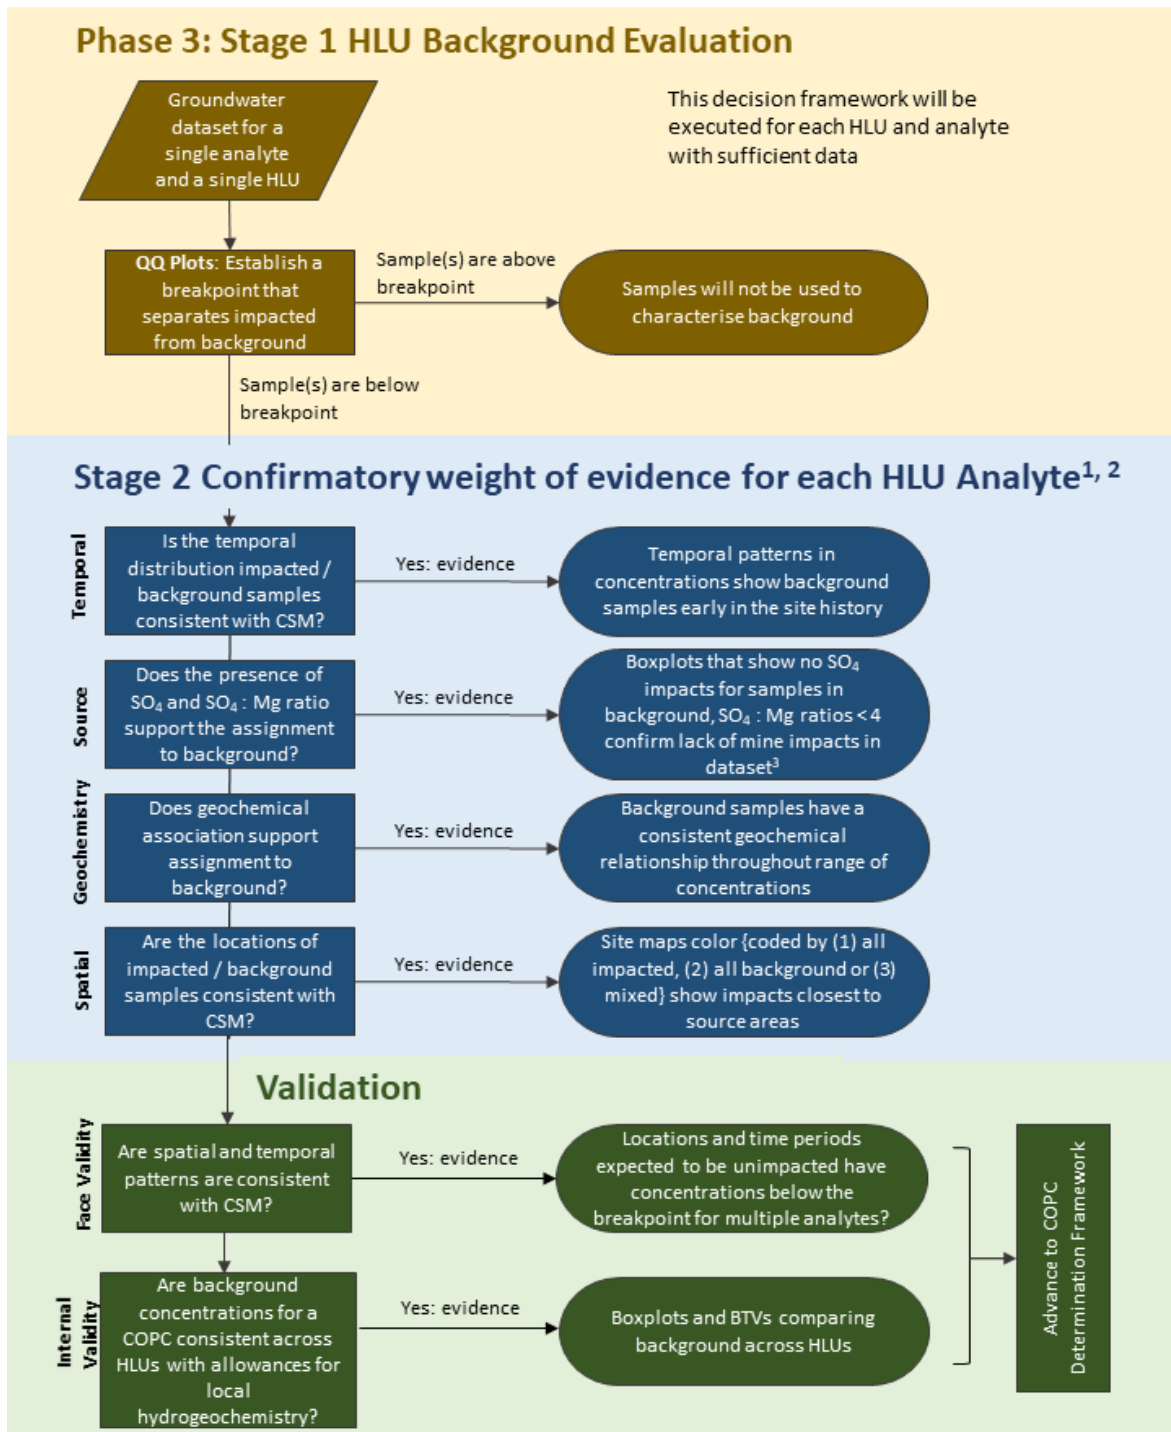 Phase 3: Stage 1 HLU Background Evaluation
Groundwater
dataset for a
single analyte
and a single HLU
This decision framework will be
executed for each HLU and analyte
with sufficient data
QQ Plots: Establish a
breakpoint that
separates impacted
from background
Sample(s) are above
breakpoint
Samples will not be used to
characterise background
Sample(s) are below
breakpoint
Stage 2 Confirmatory weight of evidence for each HLU Analyte¹, ²
Temporal
Is the temporal
distribution impacted /
background samples
consistent with CSM?
Yes: evidence
Temporal patterns in
concentrations show background
samples early in the site history
Source
Does the presence of
SO₄ and SO₄ : Mg ratio
support the assignment
to background?
Yes: evidence
Boxplots that show no SO₄
impacts for samples in
background, SO₄ : Mg ratios < 4
confirm lack of mine impacts in
dataset³
Geochemistry
Does geochemical
association support
assignment to
background?
Yes: evidence
Background samples have a
consistent geochemical
relationship throughout range of
concentrations
Spatial
Are the locations of
impacted / background
samples consistent with
CSM?
Yes: evidence
Site maps color {coded by (1) all
impacted, (2) all background or (3)
mixed} show impacts closest to
source areas
Validation
Face Validity
Are spatial and temporal
patterns are consistent
with CSM?
Yes: evidence
Locations and time periods
expected to be unimpacted have
concentrations below the
breakpoint for multiple analytes?
Internal
Validity
Are background
concentrations for a
COPC consistent across
HLUs with allowances for
local
hydrogeochemistry?
Yes: evidence
Boxplots and BTVs comparing
background across HLUs
Advance to COPC
Determination Framework